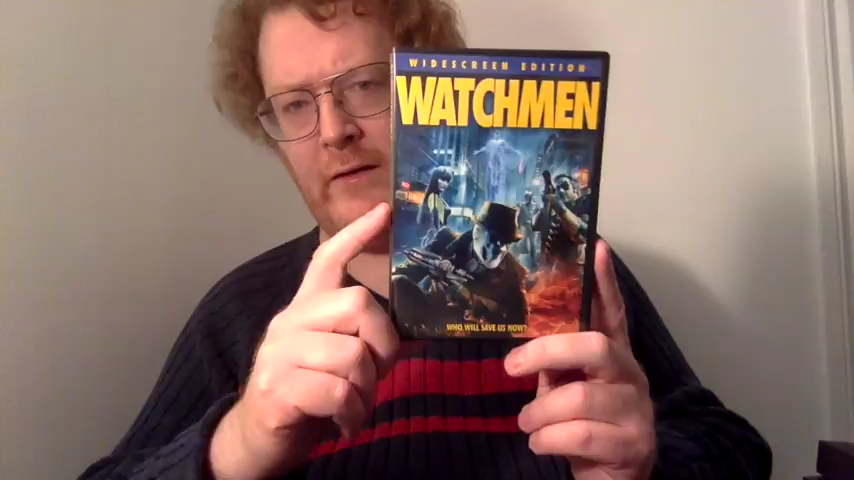 WIDESCREEN EDITION
WATCHMEN
WHO WILL SAVE US NOW?